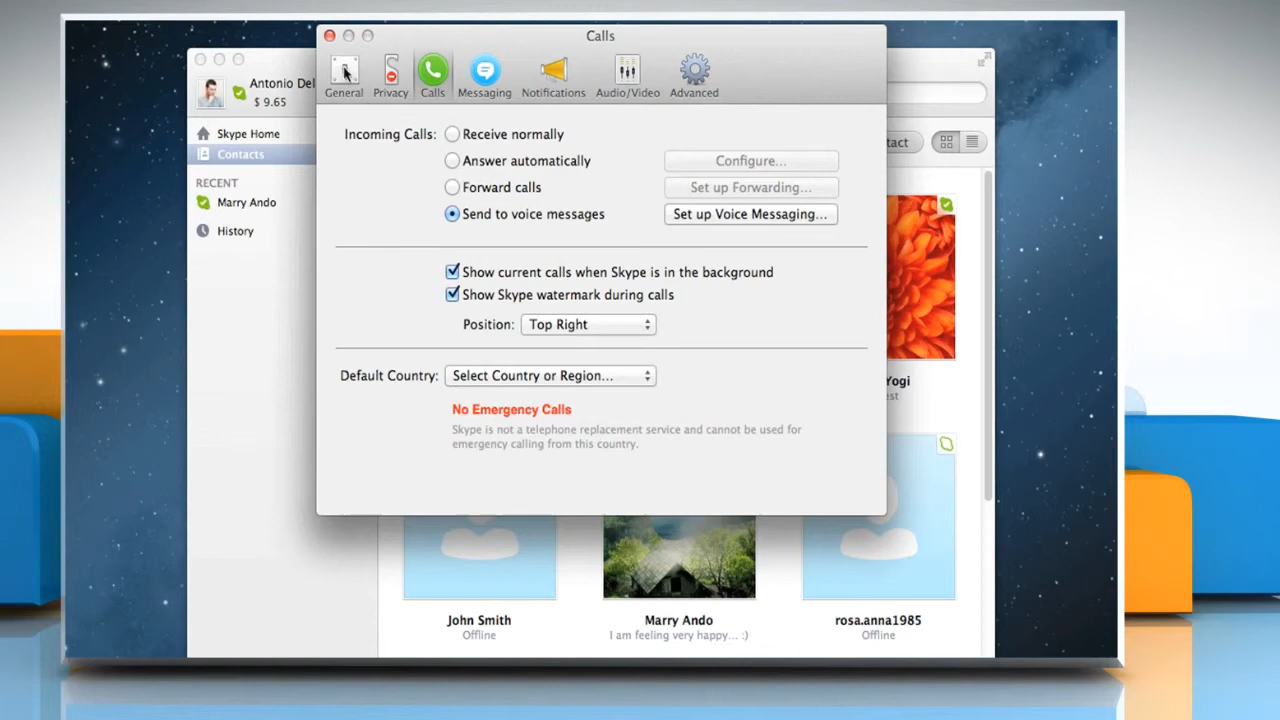 Calls
General
Privacy
Calls
Messaging
Notifications
Audio/Video
Advanced
Antonio Del
$ 9.65
Skype Home
Contacts
RECENT
Marry Ando
History
Incoming Calls:
Receive normally
Answer automatically
Configure...
Forward calls
Set up Forwarding...
Send to voice messages
Set up Voice Messaging...
Show current calls when Skype is in the background
Show Skype watermark during calls
Position: Top Right
Default Country: Select Country or Region...
No Emergency Calls
Skype is not a telephone replacement service and cannot be used for
emergency calling from this country.
tact
Yogi
est
John Smith
Offline
Marry Ando
I am feeling very happy... :)
rosa.anna1985
Offline